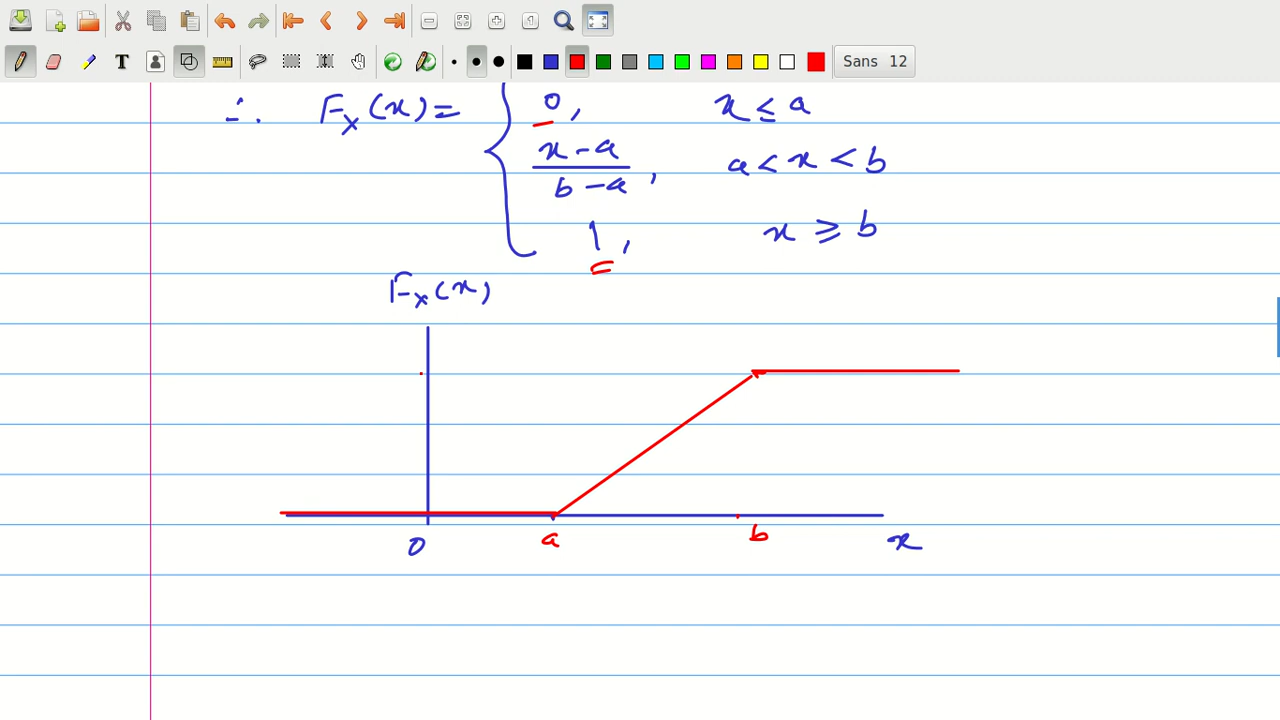 Sans 12
∴ Fx(x) = { 0, x ≤ a
x-a / b-a, a < x < b
1, x ≥ b
Fx(x)
0 a b x